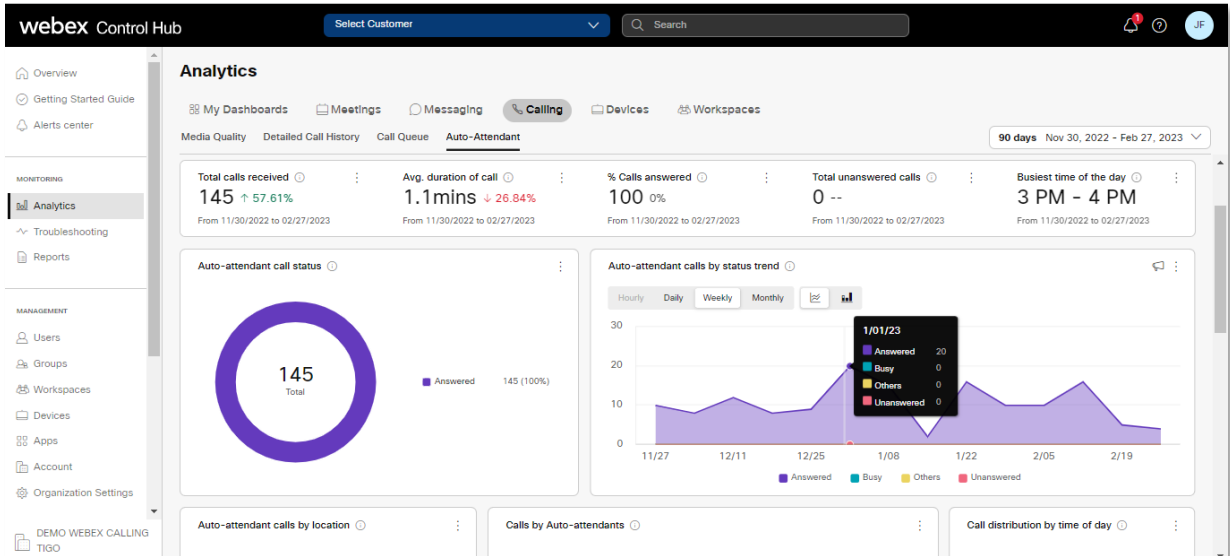 webex Control Hub
Select Customer
Search
1
JF
Overview
Getting Started Guide
Alerts center
MONITORING
Analytics
Troubleshooting
Reports
MANAGEMENT
Users
Groups
Workspaces
Devices
Apps
Account
Organization Settings
DEMO WEBEX CALLING
TIGO
Analytics
My Dashboards Meetings Messaging Calling Devices Workspaces
Media Quality Detailed Call History Call Queue Auto-Attendant
90 days Nov 30, 2022 - Feb 27, 2023
Total calls received
145 ↑ 57.61%
From 11/30/2022 to 02/27/2023
Avg. duration of call
1.1mins ↓ 26.84%
From 11/30/2022 to 02/27/2023
% Calls answered
100 0%
From 11/30/2022 to 02/27/2023
Total unanswered calls
0 --
From 11/30/2022 to 02/27/2023
Busiest time of the day
3 PM - 4 PM
From 11/30/2022 to 02/27/2023
Auto-attendant call status
145
Total
Answered 145 (100%)
Auto-attendant calls by status trend
Hourly Daily Weekly Monthly
30
20
10
0
1/01/23
Answered 20
Busy 0
Others 0
Unanswered 0
11/27 12/11 12/25 1/08 1/22 2/05 2/19
Answered Busy Others Unanswered
Auto-attendant calls by location
Calls by Auto-attendants
Call distribution by time of day